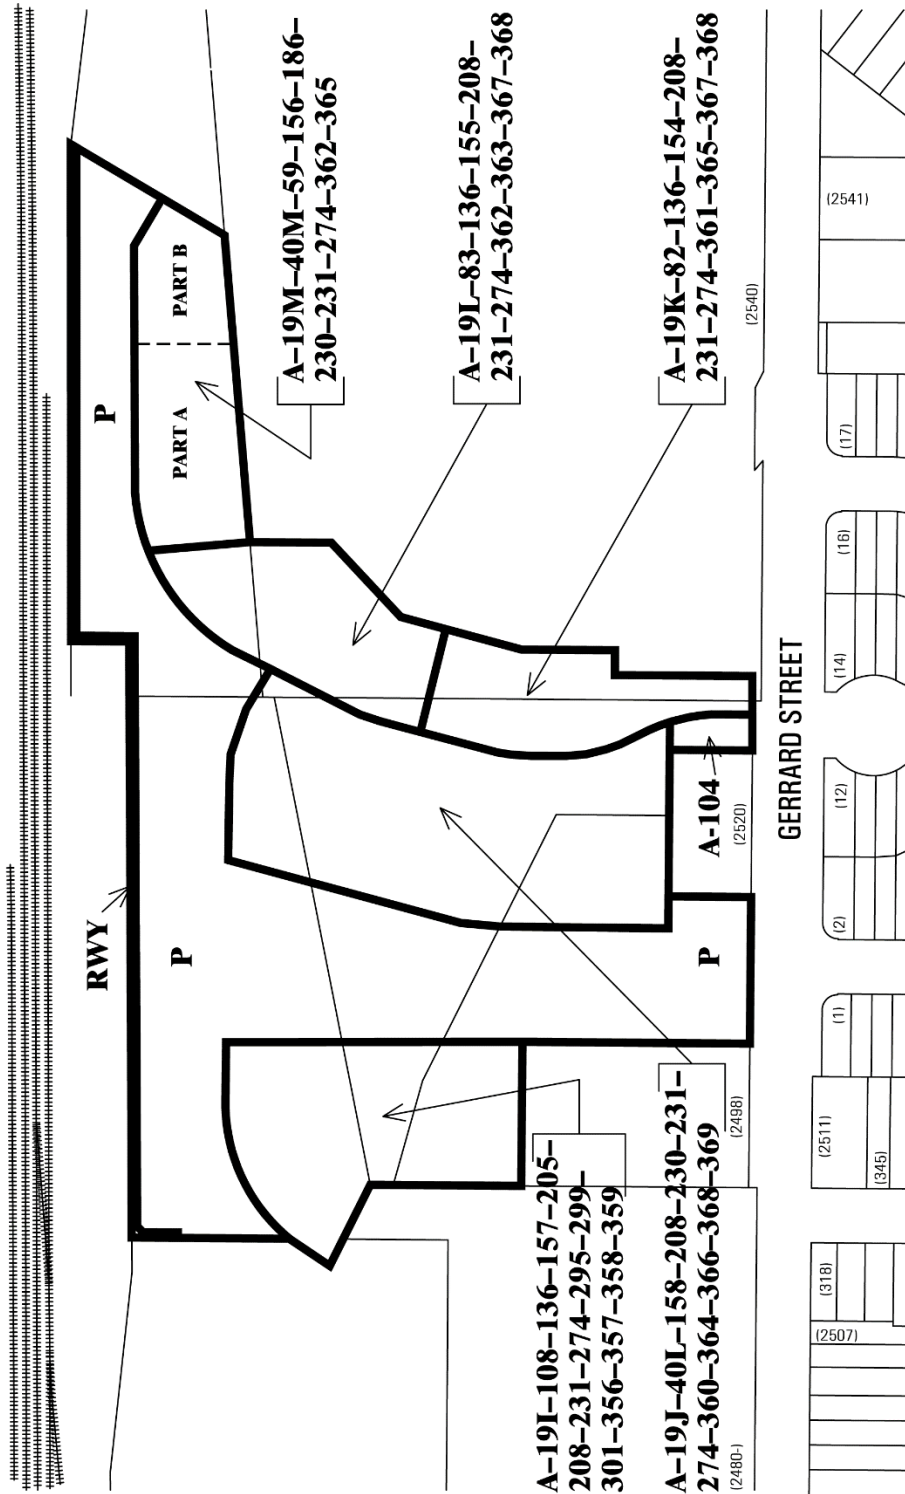 RWY
P
P
P
PART A
PART B
A–19M–40M–59–156–186–
230–231–274–362–365
A–19L–83–136–155–208–
231–274–362–363–367–368
A–19K–82–136–154–208–
231–274–361–365–367–368
A–19I–108–136–157–205–
208–231–274–295–299–
301–356–357–358–359
A–19J–40L–158–208–230–231–
274–360–364–366–368–369
A-104
(2480-)
(2498)
(2520)
(2540)
GERRARD STREET
(2507)
(318)
(2511)
(345)
(1)
(2)
(12)
(14)
(16)
(17)
(2541)